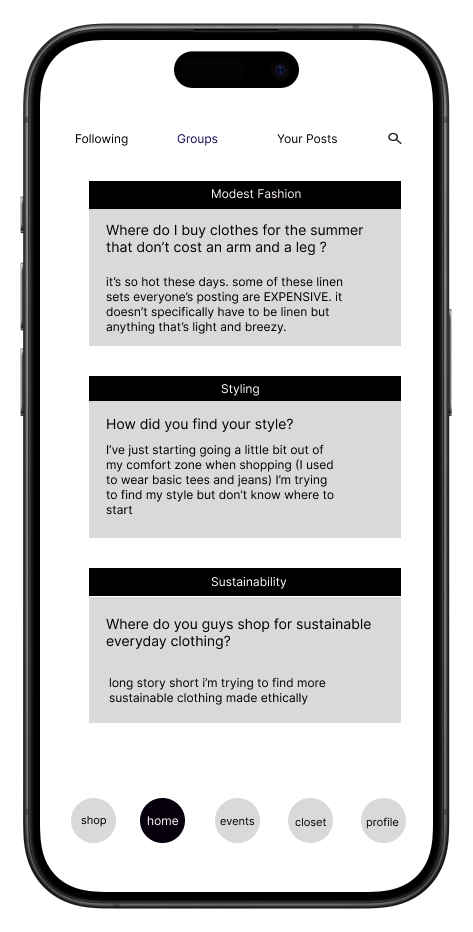 Following Groups Your Posts
Modest Fashion
Where do I buy clothes for the summer
that don’t cost an arm and a leg ?
it’s so hot these days. some of these linen
sets everyone’s posting are EXPENSIVE. it
doesn’t specifically have to be linen but
anything that’s light and breezy.
Styling
How did you find your style?
I’ve just starting going a little bit out of
my comfort zone when shopping (I used
to wear basic tees and jeans) I’m trying
to find my style but don’t know where to
start
Sustainability
Where do you guys shop for sustainable
everyday clothing?
long story short i’m trying to find more
sustainable clothing made ethically
shop home events closet profile